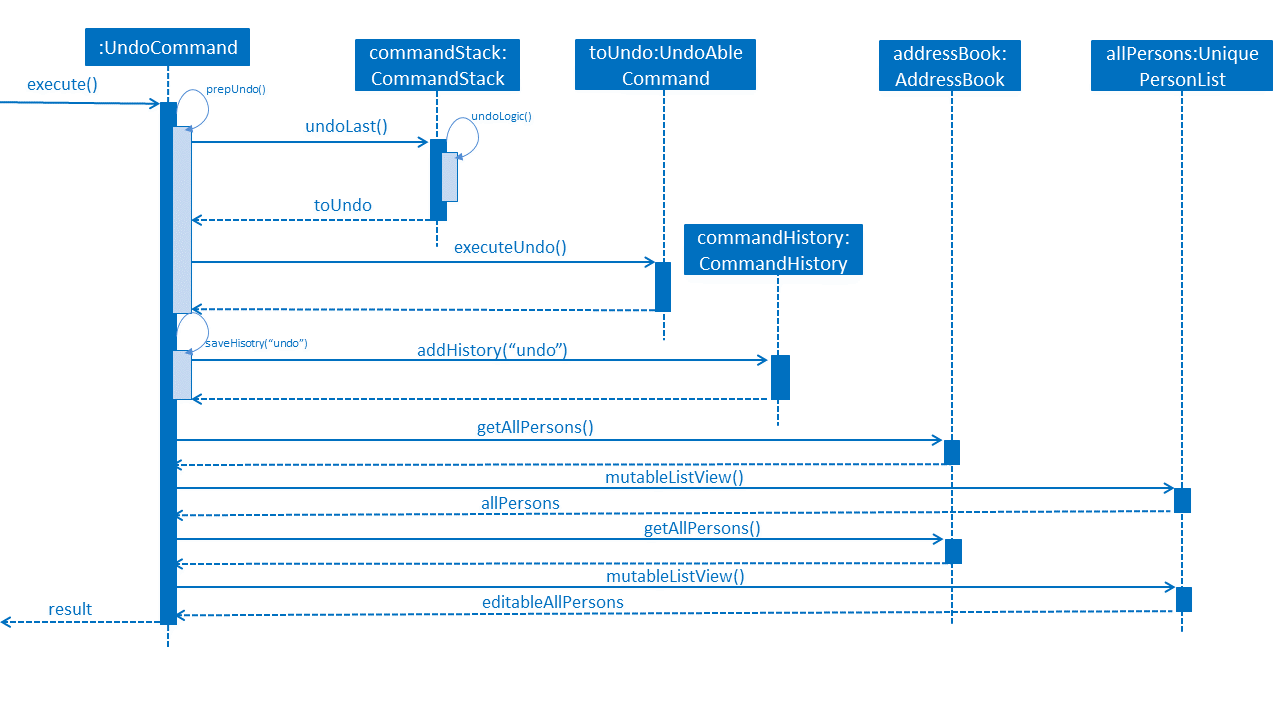 :UndoCommand
commandStack:
CommandStack
toUndo:UndoAble
Command
addressBook:
AddressBook
allPersons:Unique
PersonList
execute()
prepUndo()
undoLast()
undoLogic()
toUndo
commandHistory:
CommandHistory
executeUndo()
saveHisotry(“undo”)
addHistory(“undo”)
getAllPersons()
mutableListView()
allPersons
getAllPersons()
mutableListView()
editableAllPersons
result